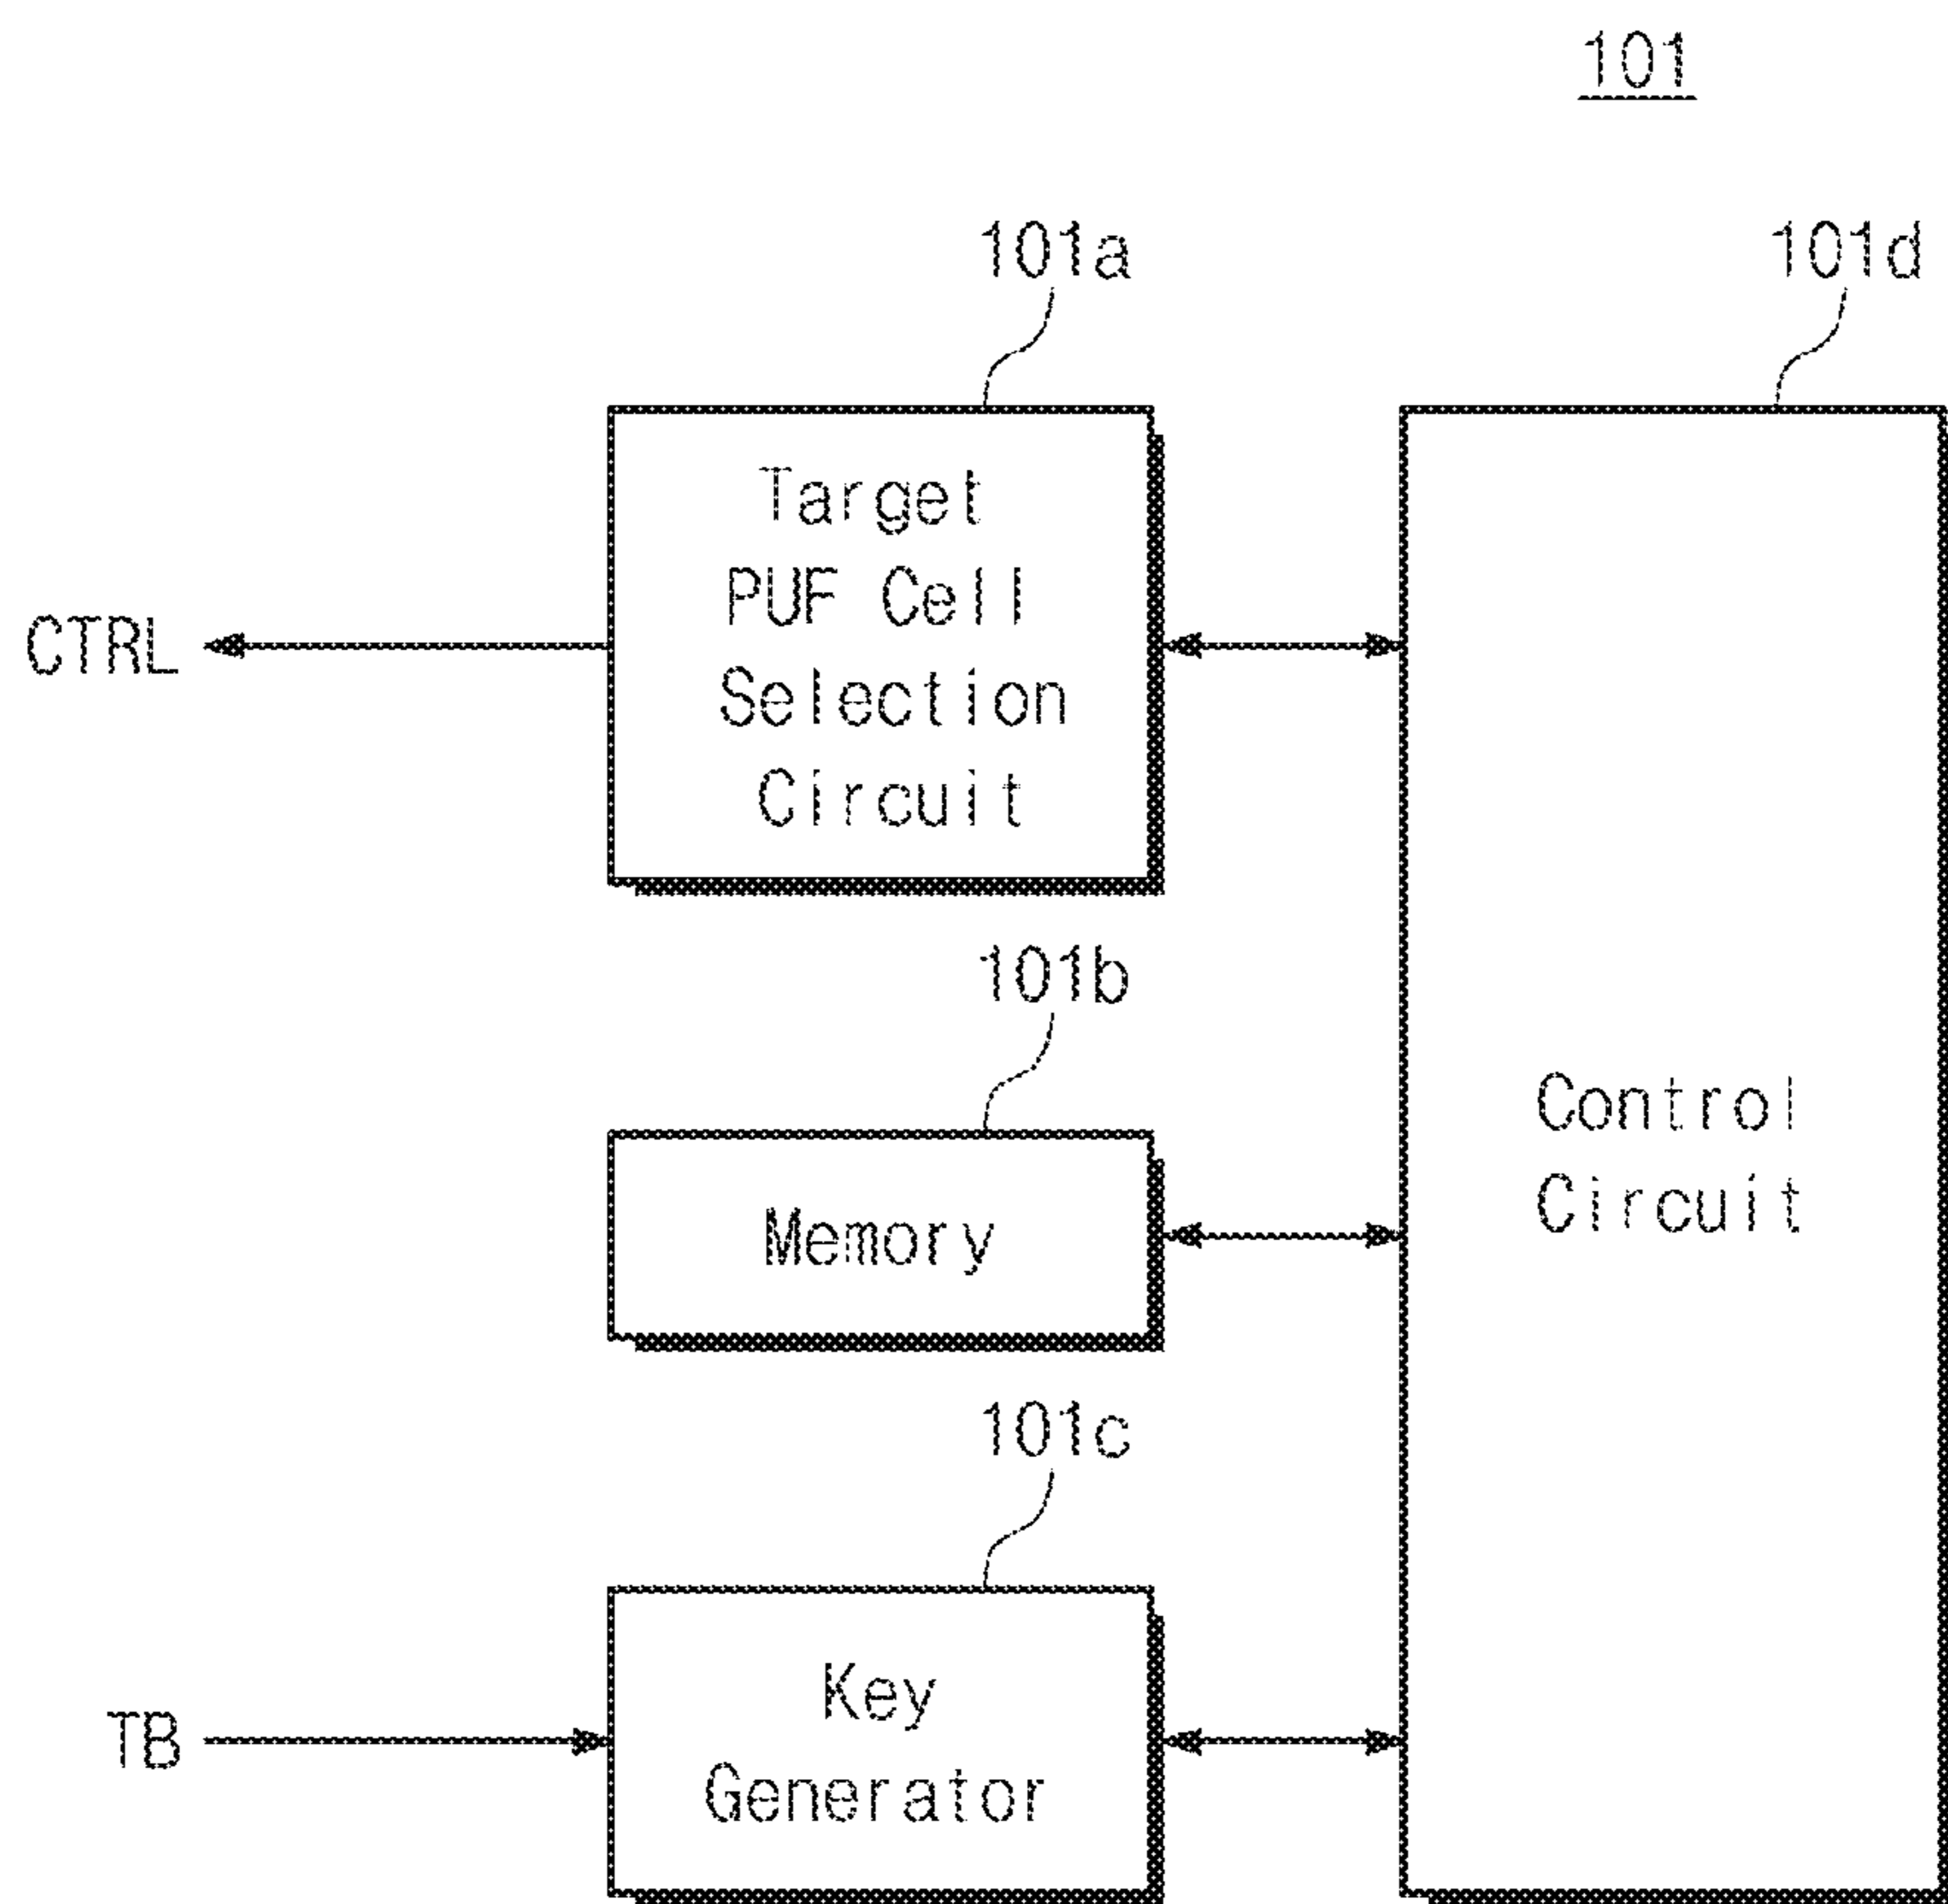 101
101a
101d
Target
PUF Cell
Selection
Circuit
CTRL
101b
Memory
Control
Circuit
101c
Key
Generator
TB